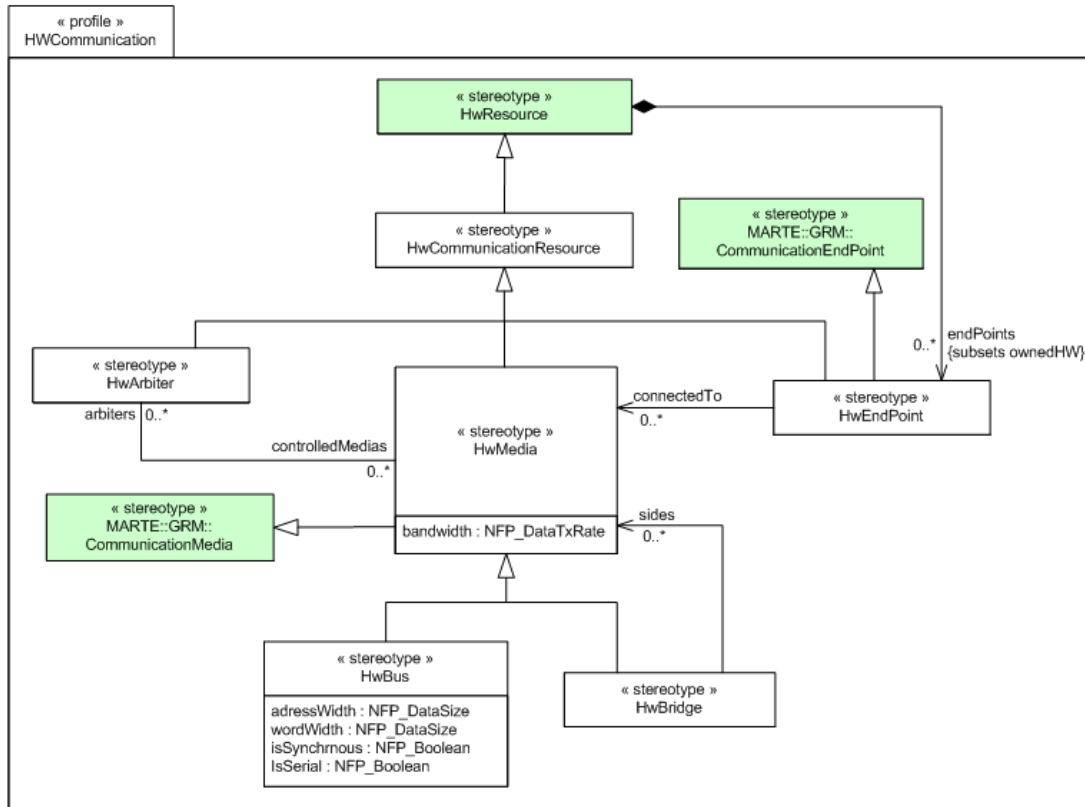 « profile »
HWCommunication
« stereotype »
HwResource
« stereotype »
HwCommunicationResource
« stereotype »
MARTE::GRM::
CommunicationEndPoint
endPoints
0..* {subsets ownedHW}
« stereotype »
HwArbiter
arbiters 0..*
« stereotype »
HwMedia
connectedTo
0..*
« stereotype »
HwEndPoint
controlledMedias
0..*
« stereotype »
MARTE::GRM::
CommunicationMedia
bandwidth : NFP_DataTxRate
sides
0..*
« stereotype »
HwBus
adressWidth : NFP_DataSize
wordWidth : NFP_DataSize
isSynchrnous : NFP_Boolean
IsSerial : NFP_Boolean
« stereotype »
HwBridge